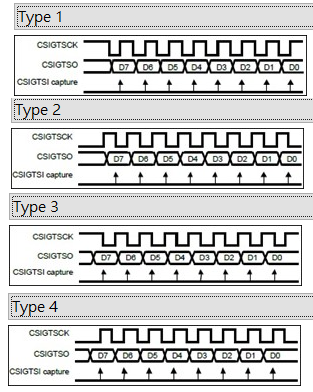 Type 1
CSIGTSCK
CSIGTSO D7 D6 D5 D4 D3 D2 D1 D0
CSIGTSI capture
Type 2
CSIGTSCK
CSIGTSO D7 D6 D5 D4 D3 D2 D1 D0
CSIGTSI capture
Type 3
CSIGTSCK
CSIGTSO D7 D6 D5 D4 D3 D2 D1 D0
CSIGTSI capture
Type 4
CSIGTSCK
CSIGTSO D7 D6 D5 D4 D3 D2 D1 D0
CSIGTSI capture